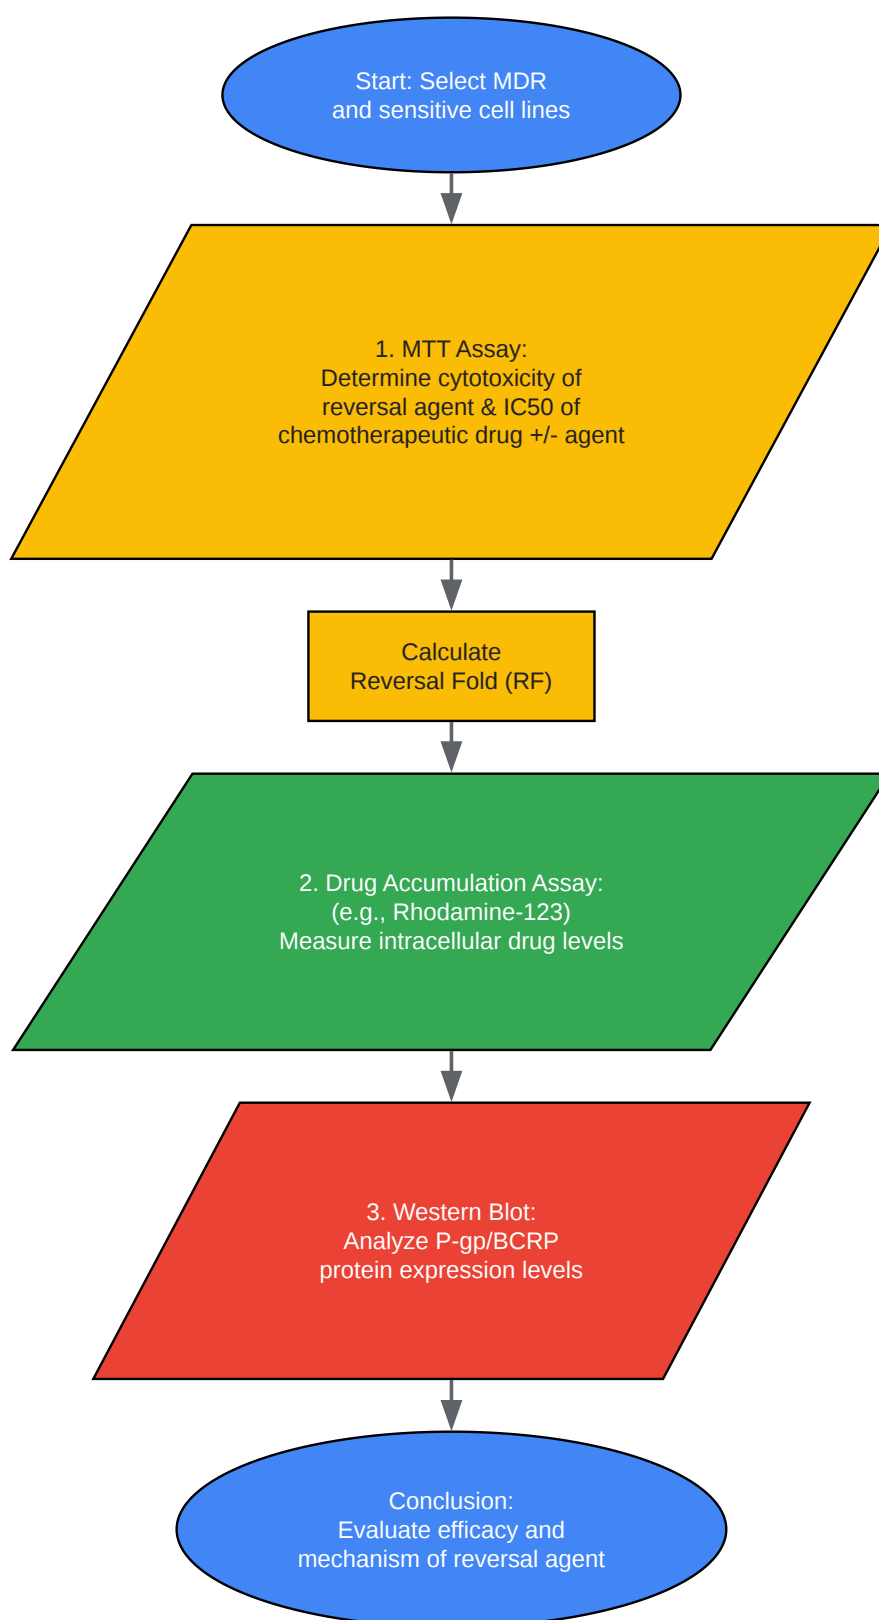 Start: Select MDR
and sensitive cell lines
1. MTT Assay:
Determine cytotoxicity of
reversal agent & IC50 of
chemotherapeutic drug +/- agent
Calculate
Reversal Fold (RF)
2. Drug Accumulation Assay:
(e.g., Rhodamine-123)
Measure intracellular drug levels
3. Western Blot:
Analyze P-gp/BCRP
protein expression levels
Conclusion:
Evaluate efficacy and
mechanism of reversal agent